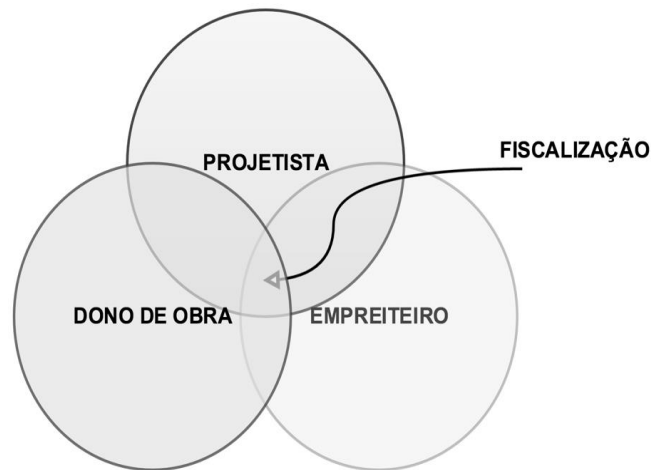 FISCALIZAÇÃO
PROJETISTA
DONO DE OBRA
EMPREITEIRO